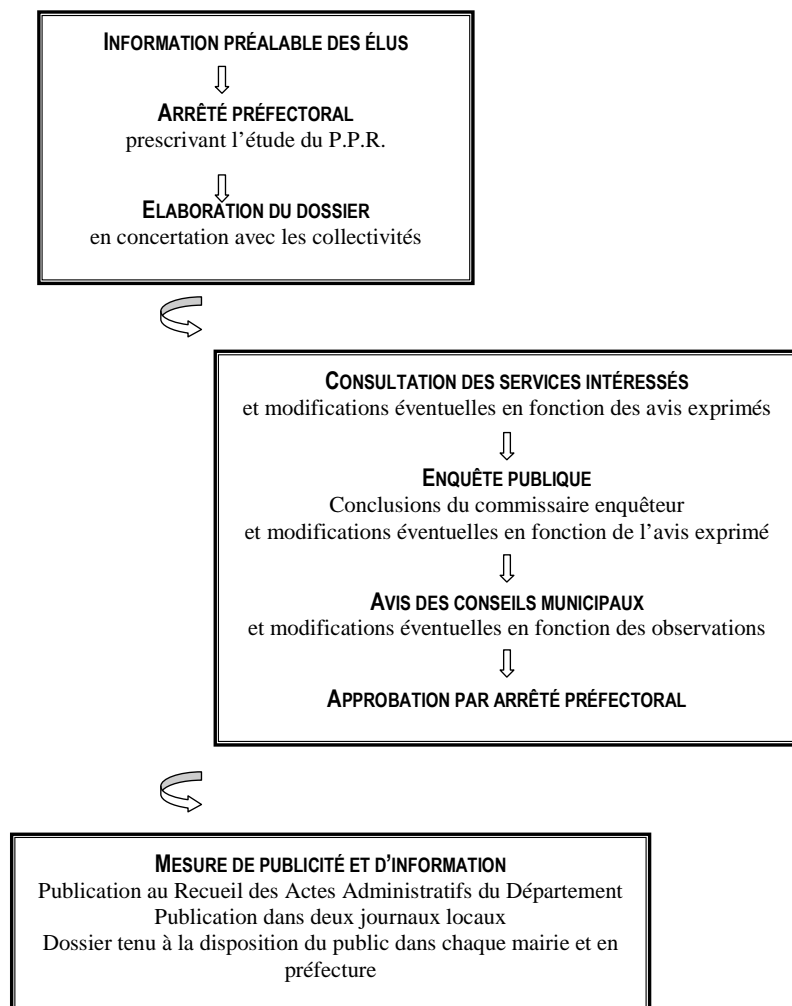 INFORMATION PRÉALABLE DES ÉLUS
ARRÊTÉ PRÉFECTORAL
prescrivant l'étude du P.P.R.
ELABORATION DU DOSSIER
en concertation avec les collectivités
CONSULTATION DES SERVICES INTÉRESSÉS
et modifications éventuelles en fonction des avis exprimés
ENQUÊTE PUBLIQUE
Conclusions du commissaire enquêteur
et modifications éventuelles en fonction de l'avis exprimé
AVIS DES CONSEILS MUNICIPAUX
et modifications éventuelles en fonction des observations
APPROBATION PAR ARRÊTÉ PRÉFECTORAL
MESURE DE PUBLICITÉ ET D'INFORMATION
Publication au Recueil des Actes Administratifs du Département
Publication dans deux journaux locaux
Dossier tenu à la disposition du public dans chaque mairie et en
préfecture